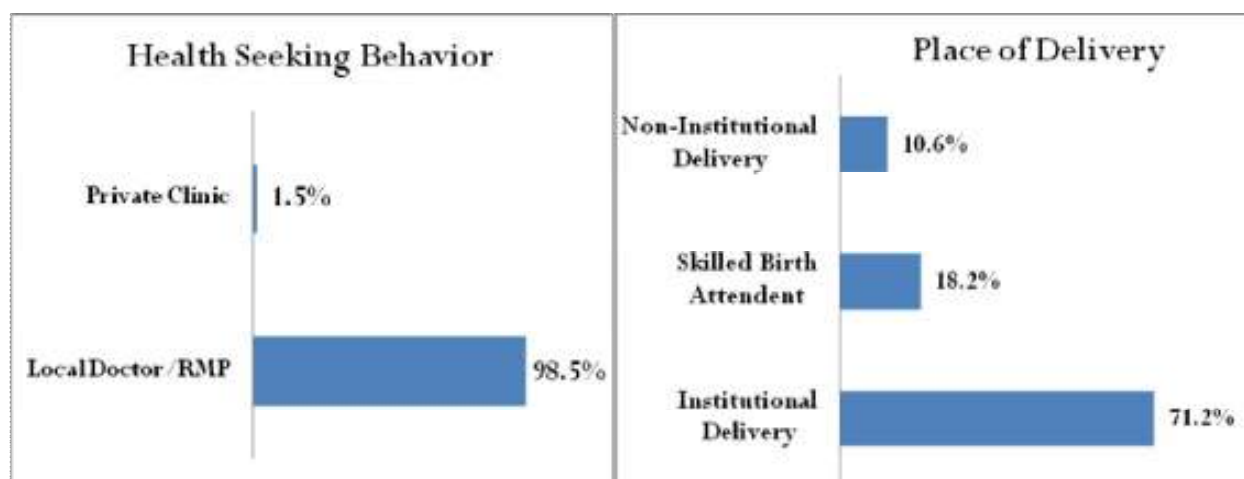 Health Seeking Behavior
Private Clinic
1.5%
Local Doctor/RMP
98.5%
Place of Delivery
Non-Institutional
Delivery
10.6%
Skilled Birth
Attendent
18.2%
Institutional
Delivery
71.2%